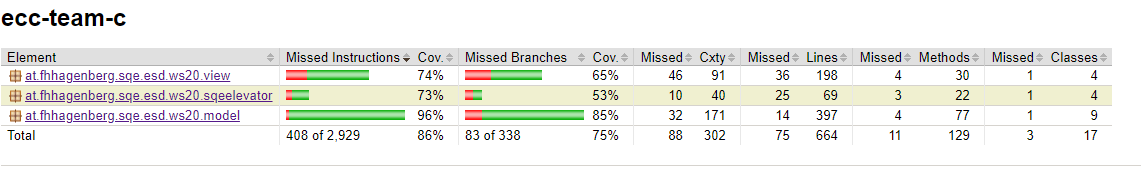 ecc-team-c
Element Missed Instructions Cov. Missed Branches Cov. Missed Cxty Missed Lines Missed Methods Missed Classes
at.fhhagenberg.sqe.esd.ws20.view 74% 65% 46 91 36 198 4 30 1 4
at.fhhagenberg.sqe.esd.ws20.sqeelevator 73% 53% 10 40 25 69 3 22 1 4
at.fhhagenberg.sqe.esd.ws20.model 96% 85% 32 171 14 397 4 77 1 9
Total 408 of 2,929 86% 83 of 338 75% 88 302 75 664 11 129 3 17